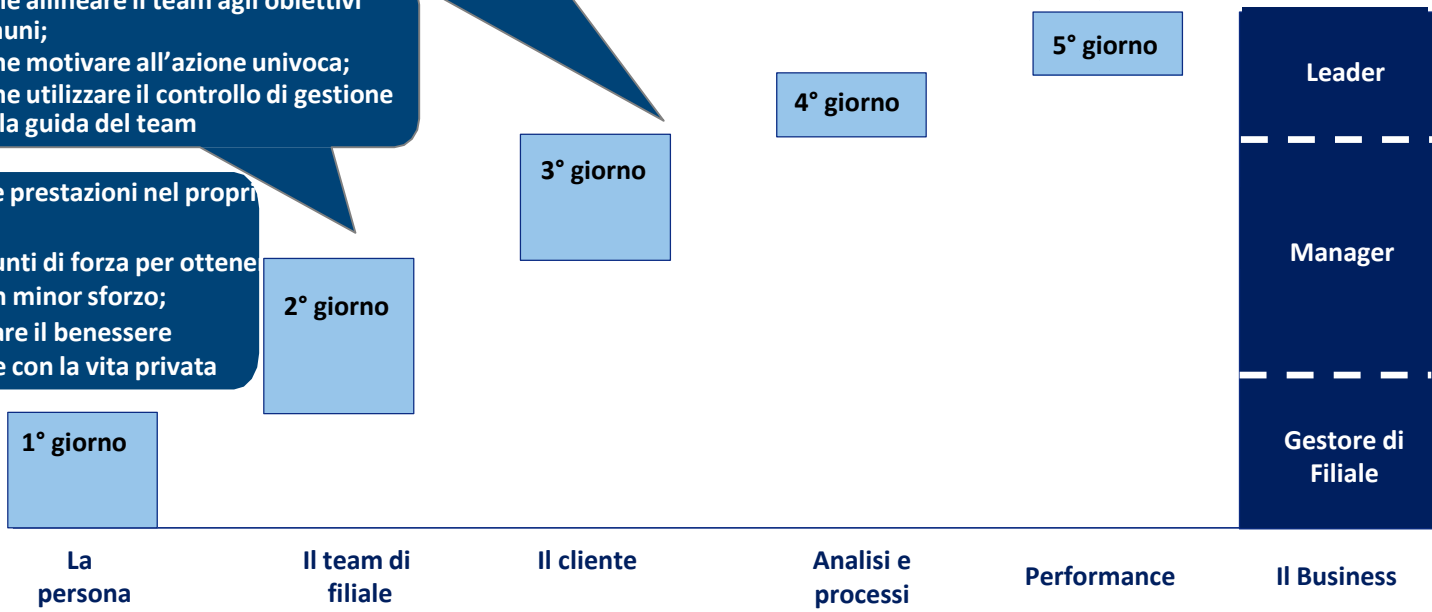 ne allineare il team agli obiettivi
nuni;
ne motivare all'azione univoca;
ne utilizzare il controllo di gestione
la guida del team
e prestazioni nel propri
unti di forza per ottene
n minor sforzo;
are il benessere
e con la vita privata
1° giorno
2° giorno
3° giorno
4° giorno
5° giorno
Leader
Manager
Gestore di
Filiale
La
persona
Il team di
filiale
Il cliente
Analisi e
processi
Performance
Il Business